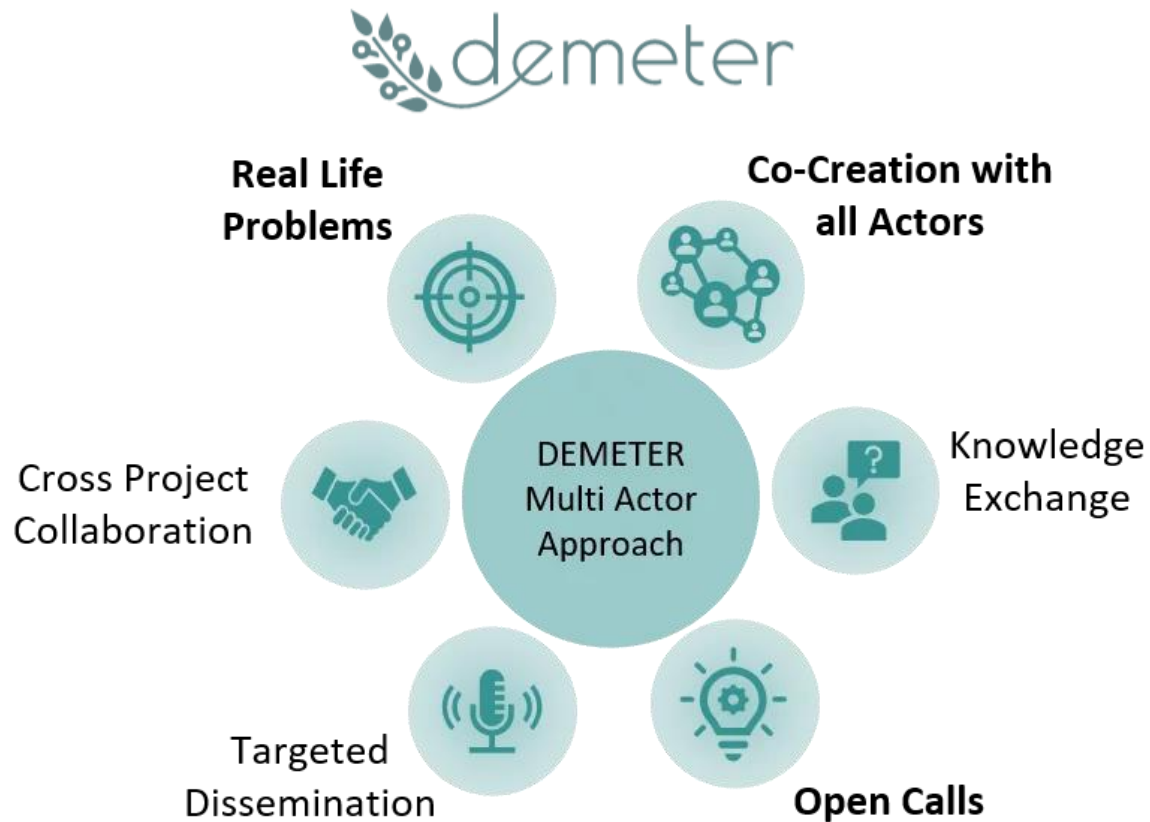 demeter
Real Life
Problems
Co-Creation with
all Actors
Cross Project
Collaboration
DEMETER
Multi Actor
Approach
?
Knowledge
Exchange
Targeted
Dissemination
Open Calls